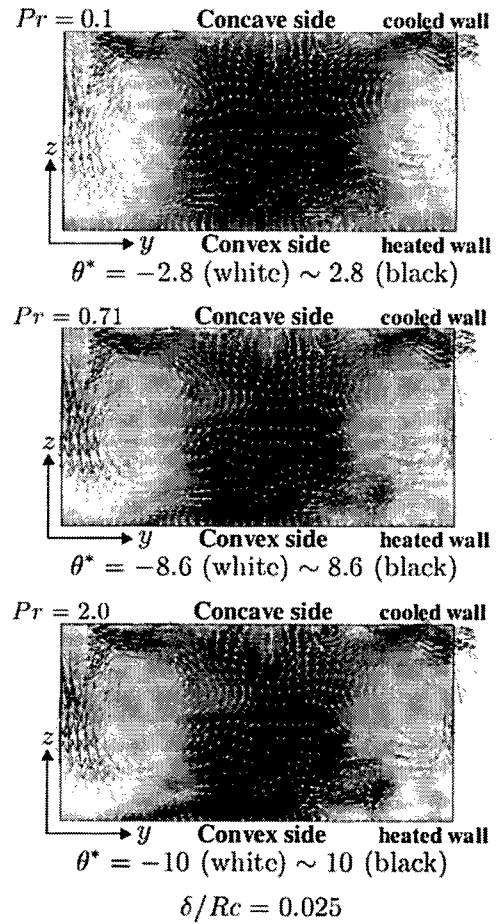 Pr = 0.1 Concave side cooled wall
z
y Convex side heated wall
θ* = −2.8 (white) ∼ 2.8 (black)
Pr = 0.71 Concave side cooled wall
z
y Convex side heated wall
θ* = −8.6 (white) ∼ 8.6 (black)
Pr = 2.0 Concave side cooled wall
z
y Convex side heated wall
θ* = −10 (white) ∼ 10 (black)
δ/Rc = 0.025